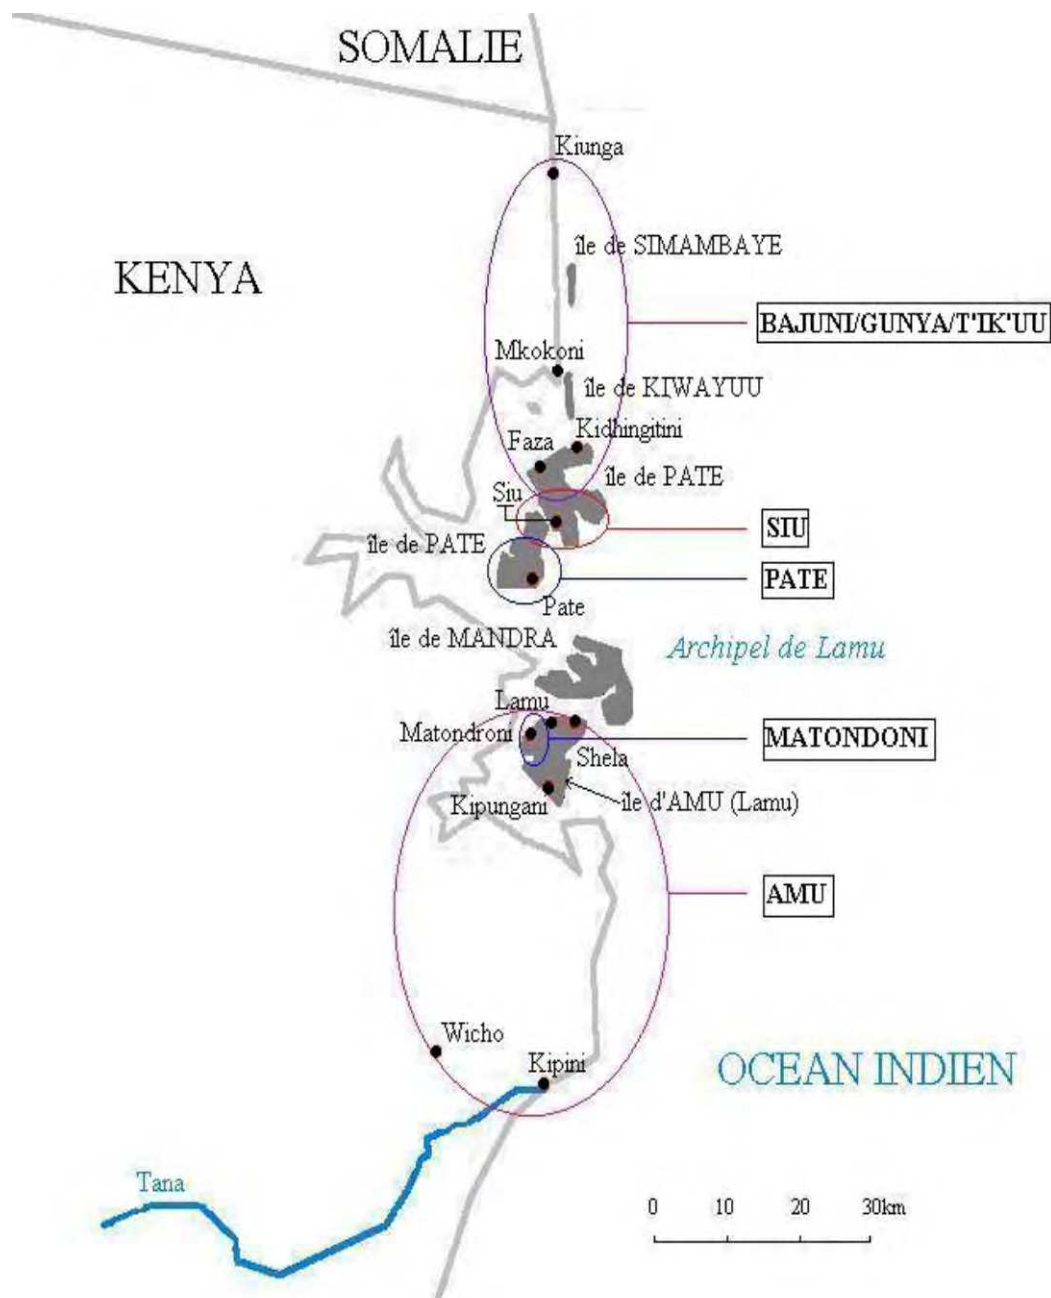 SOMALIE
Kiunga
île de SIMAMBAYE
KENYA
BAJUNI/GUNYA/T'IK'UU
Mkokoni
île de KIWAYUU
Kidhingitini
Faza
île de PATE
Siu
SIU
île de PATE
PATE
Pate
île de MANDRA
Archipel de Lamu
Lamu
Matondroni
MATONDONI
Shela
Kipungani
île d'AMU (Lamu)
AMU
Wicho
Kipini
OCEAN INDIEN
Tana
0 10 20 30km